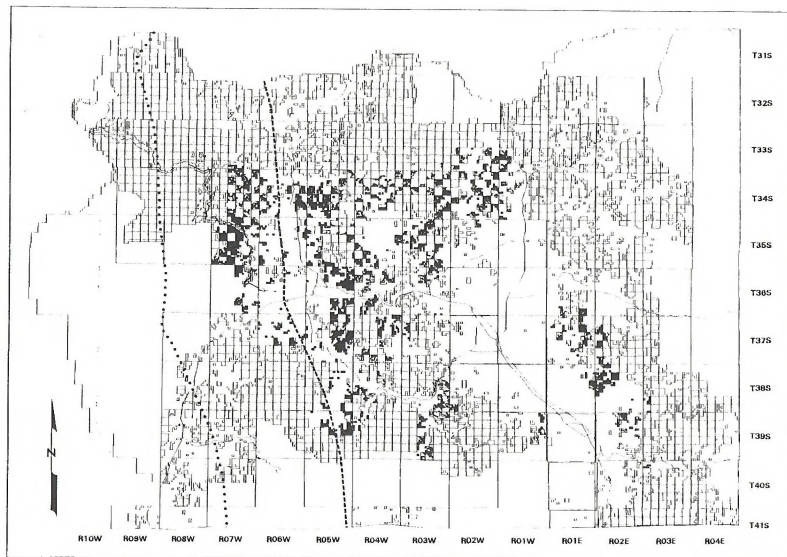 T31S
T32S
T33S
T34S
T35S
T36S
T37S
T38S
T39S
T40S
T41S
N
R10W R09W R08W R07W R06W R05W R04W R03W R02W R01W R01E R02E R03E R04E